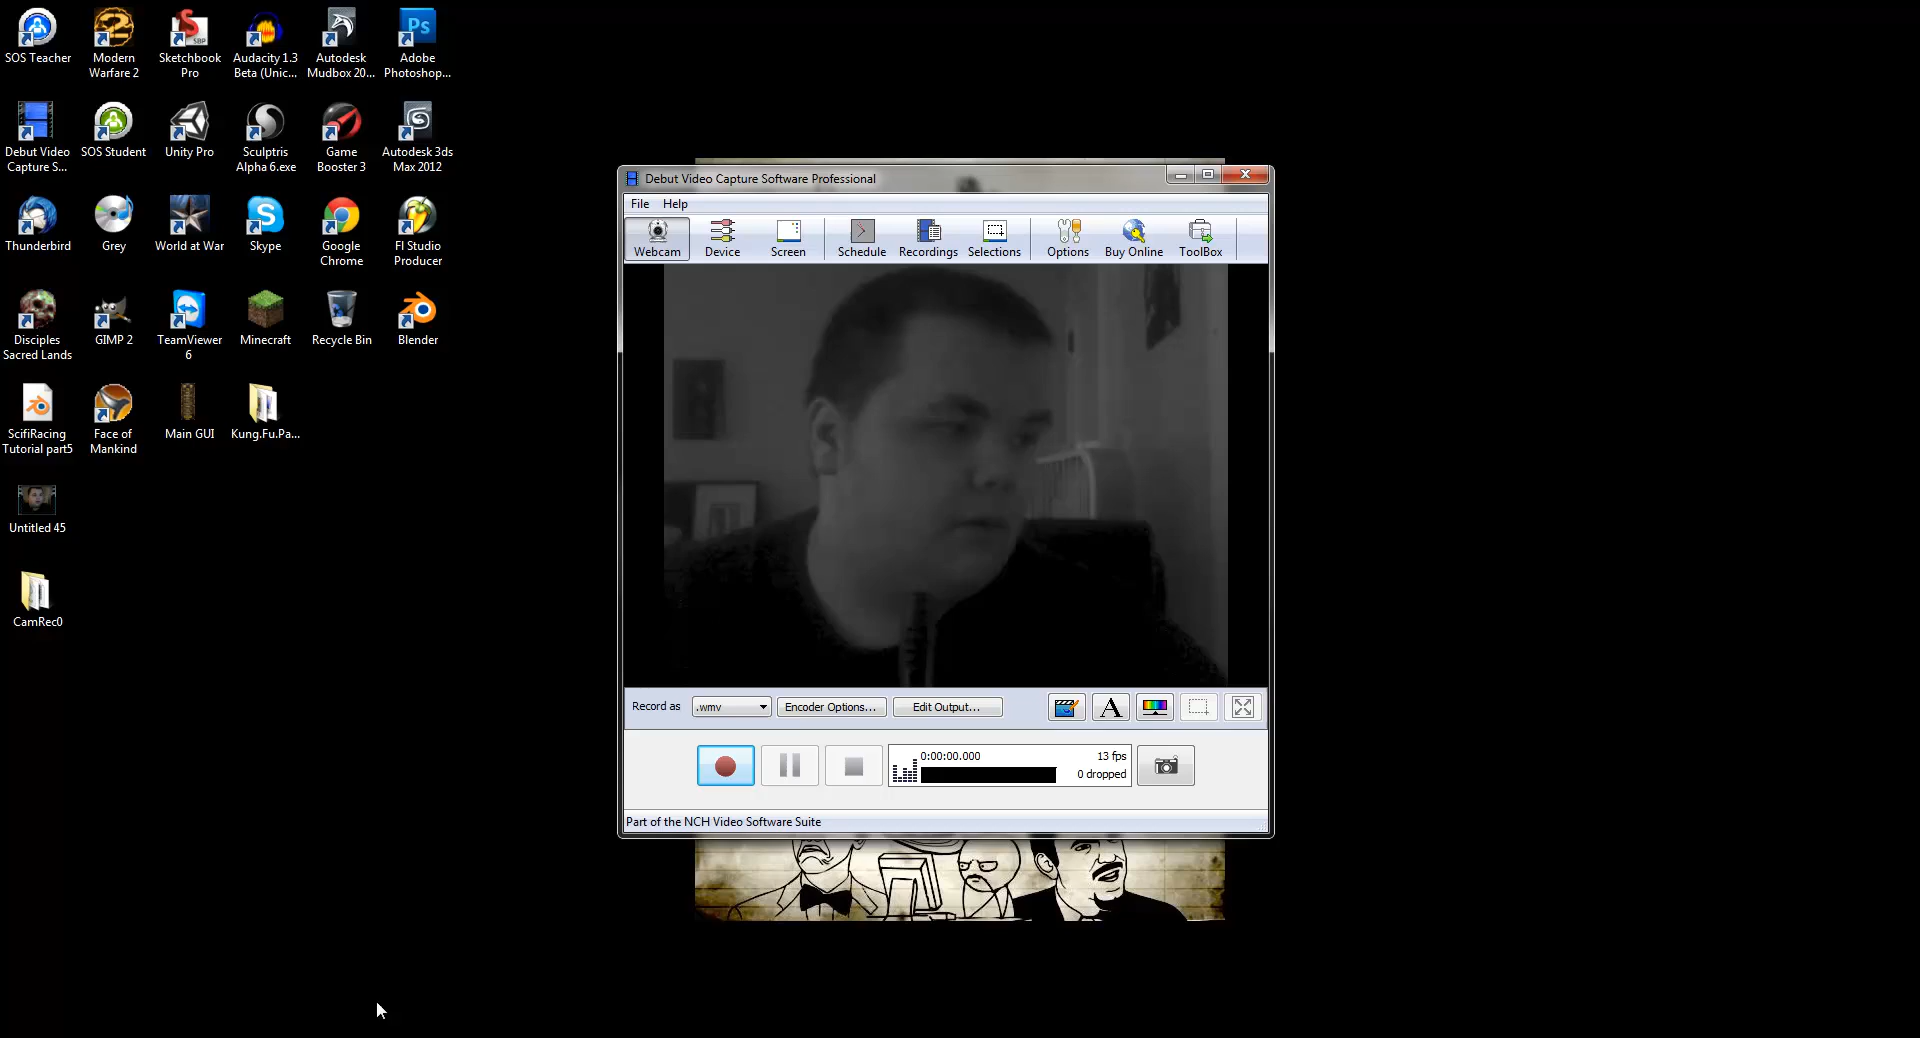 SOS Teacher
Modern
Warfare 2
Sketchbook
Pro
Audacity 1.3
Beta (Unic...
Autodesk
Mudbox 20...
Adobe
Photoshop...
Debut Video
Capture S...
SOS Student
Unity Pro
Sculptris
Alpha 6.exe
Game
Booster 3
Autodesk 3ds
Max 2012
Thunderbird
Grey
World at War
Skype
Google
Chrome
Fl Studio
Producer
Disciples
Sacred Lands
GIMP 2
TeamViewer
6
Minecraft
Recycle Bin
Blender
ScifiRacing
Tutorial part5
Face of
Mankind
Main GUI
Kung.Fu.Pa...
Untitled 45
CamRec0
Debut Video Capture Software Professional
File Help
Webcam Device Screen Schedule Recordings Selections Options Buy Online ToolBox
Record as .wmv Encoder Options... Edit Output... A
0:00:00.000 13 fps
0 dropped
Part of the NCH Video Software Suite